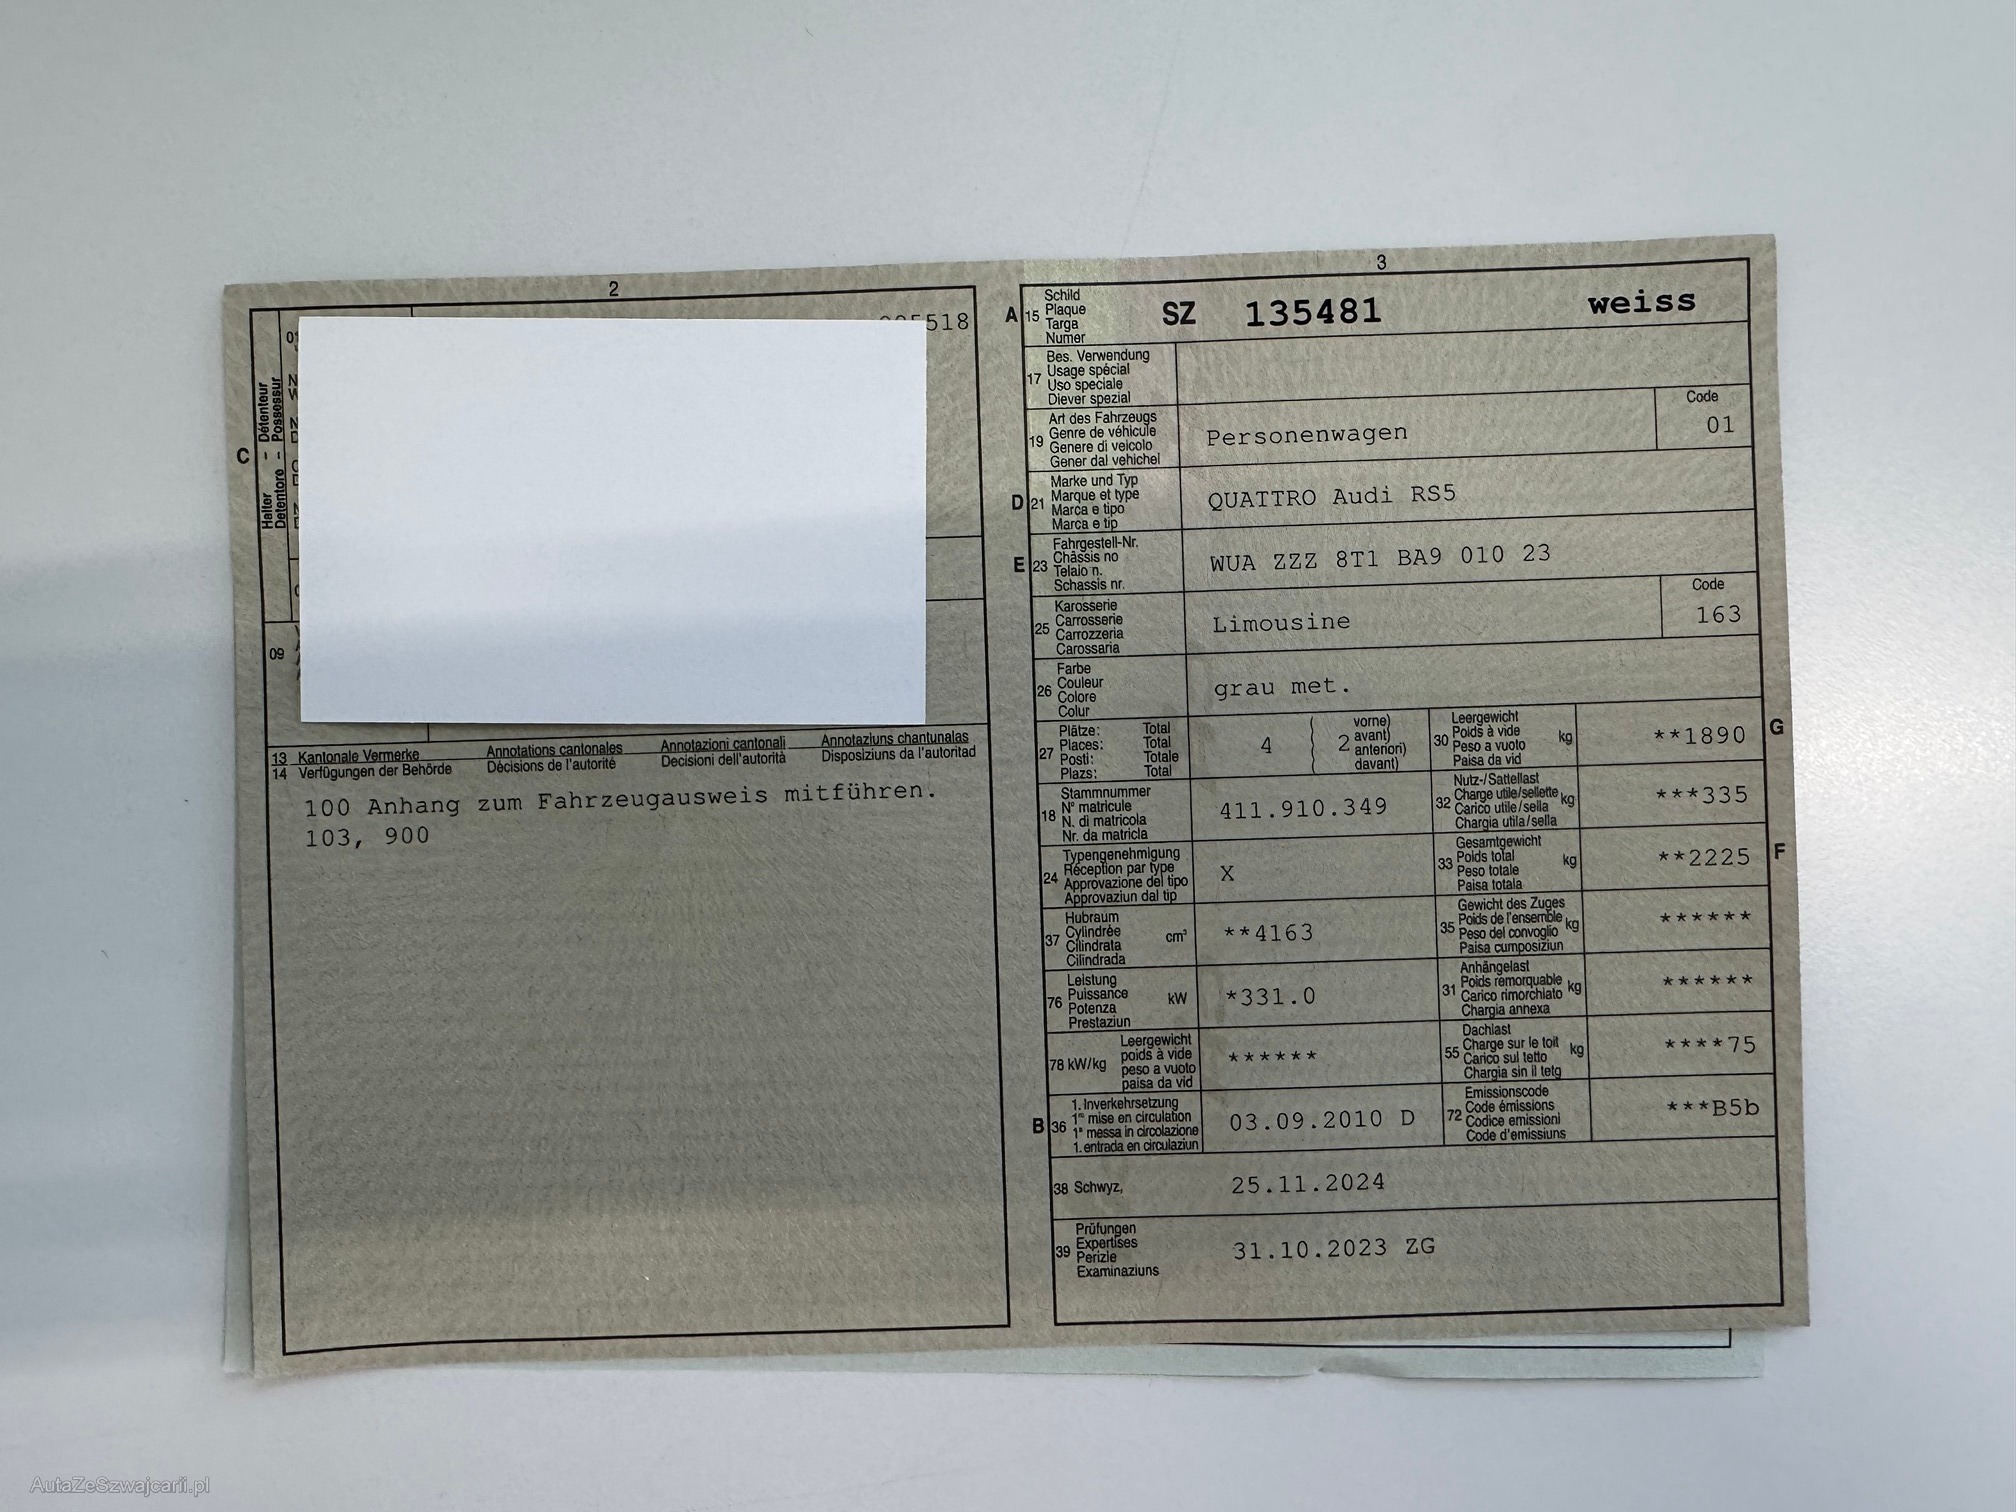 2
518
C
Halter - Détenteur
Detentore - Possessur
09
13 Kantonale Vermerke Annotations cantonales Annotazioni cantonali Annotaziuns chantunalas
14 Verfügungen der Behörde Décisions de l'autorité Decisioni dell'autorità Disposiziuns da l'autoritad
100 Anhang zum Fahrzeugausweis mitführen.
103, 900
3
A 15 Schild
Plaque
Targa
Numer
SZ 135481 weiss
17 Bes. Verwendung
Usage spécial
Uso speciale
Diever spezial
19 Art des Fahrzeugs
Genre de véhicule
Genere di veicolo
Gener dal vehichel
Personenwagen
Code
01
D 21 Marke und Typ
Marque et type
Marca e tipo
Marca e tip
QUATTRO Audi RS5
E 23 Fahrgestell-Nr.
Châssis no
Telaio n.
Schassis nr.
WUA ZZZ 8T1 BA9 010 23
25 Karosserie
Carrosserie
Carrozzeria
Carossaria
Limousine
Code
163
26 Farbe
Couleur
Colore
Colur
grau met.
27 Plätze: Total
Places: Total
Posti: Totale
Plazs: Total
4 ( 2 vorne)
avant)
anteriori)
davant)
30 Leergewicht
Poids à vide
Peso a vuoto
Paisa da vid
kg
**1890
G
18 Stammnummer
N° matricule
N. di matricola
Nr. da matricla
411.910.349
32 Nutz-/Sattellast
Charge utile/sellette
Carico utile/sella
Chargia utila/sella
kg
***335
24 Typengenehmigung
Réception par type
Approvazione del tipo
Approvaziun dal tip
X
33 Gesamtgewicht
Poids total
Peso totale
Paisa totala
kg
**2225
F
37 Hubraum
Cylindrée
Cilindrata
Cilindrada
cm³
**4163
35 Gewicht des Zuges
Poids de l'ensemble
Peso del convoglio
Paisa cumposiziun
kg
******
76 Leistung
Puissance
Potenza
Prestaziun
kW
*331.0
31 Anhängelast
Poids remorquable
Carico rimorchiato
Chargia annexa
kg
******
78 kW/kg Leergewicht
poids à vide
peso a vuoto
paisa da vid
******
55 Dachlast
Charge sur le toit
Carico sul tetto
Chargia sin il tetg
kg
****75
B 36 1. Inverkehrsetzung
1re mise en circulation
1a messa in circolazione
1. entrada en circulaziun
03.09.2010 D
72 Emissionscode
Code émissions
Codice emissioni
Code d'emissiuns
***B5b
38 Schwyz,
25.11.2024
39 Prüfungen
Expertises
Perizie
Examinaziuns
31.10.2023 ZG
AutaZeSzwajcarii.pl